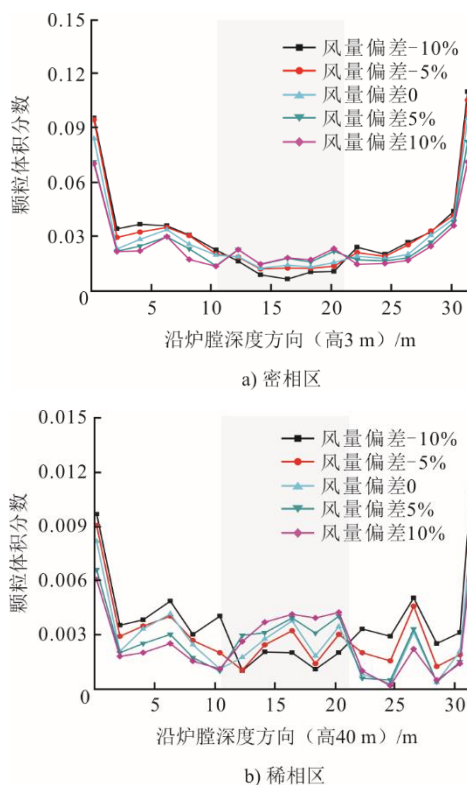 0.15
0.12
0.09
0.06
0.03
0
颗粒体积分数
风量偏差-10%
风量偏差-5%
风量偏差0
风量偏差5%
风量偏差10%
5 10 15 20 25 30
沿炉膛深度方向（高3 m）/m
a) 密相区
0.015
0.012
0.009
0.006
0.003
0
颗粒体积分数
风量偏差-10%
风量偏差-5%
风量偏差0
风量偏差5%
风量偏差10%
5 10 15 20 25 30
沿炉膛深度方向（高40 m）/m
b) 稀相区